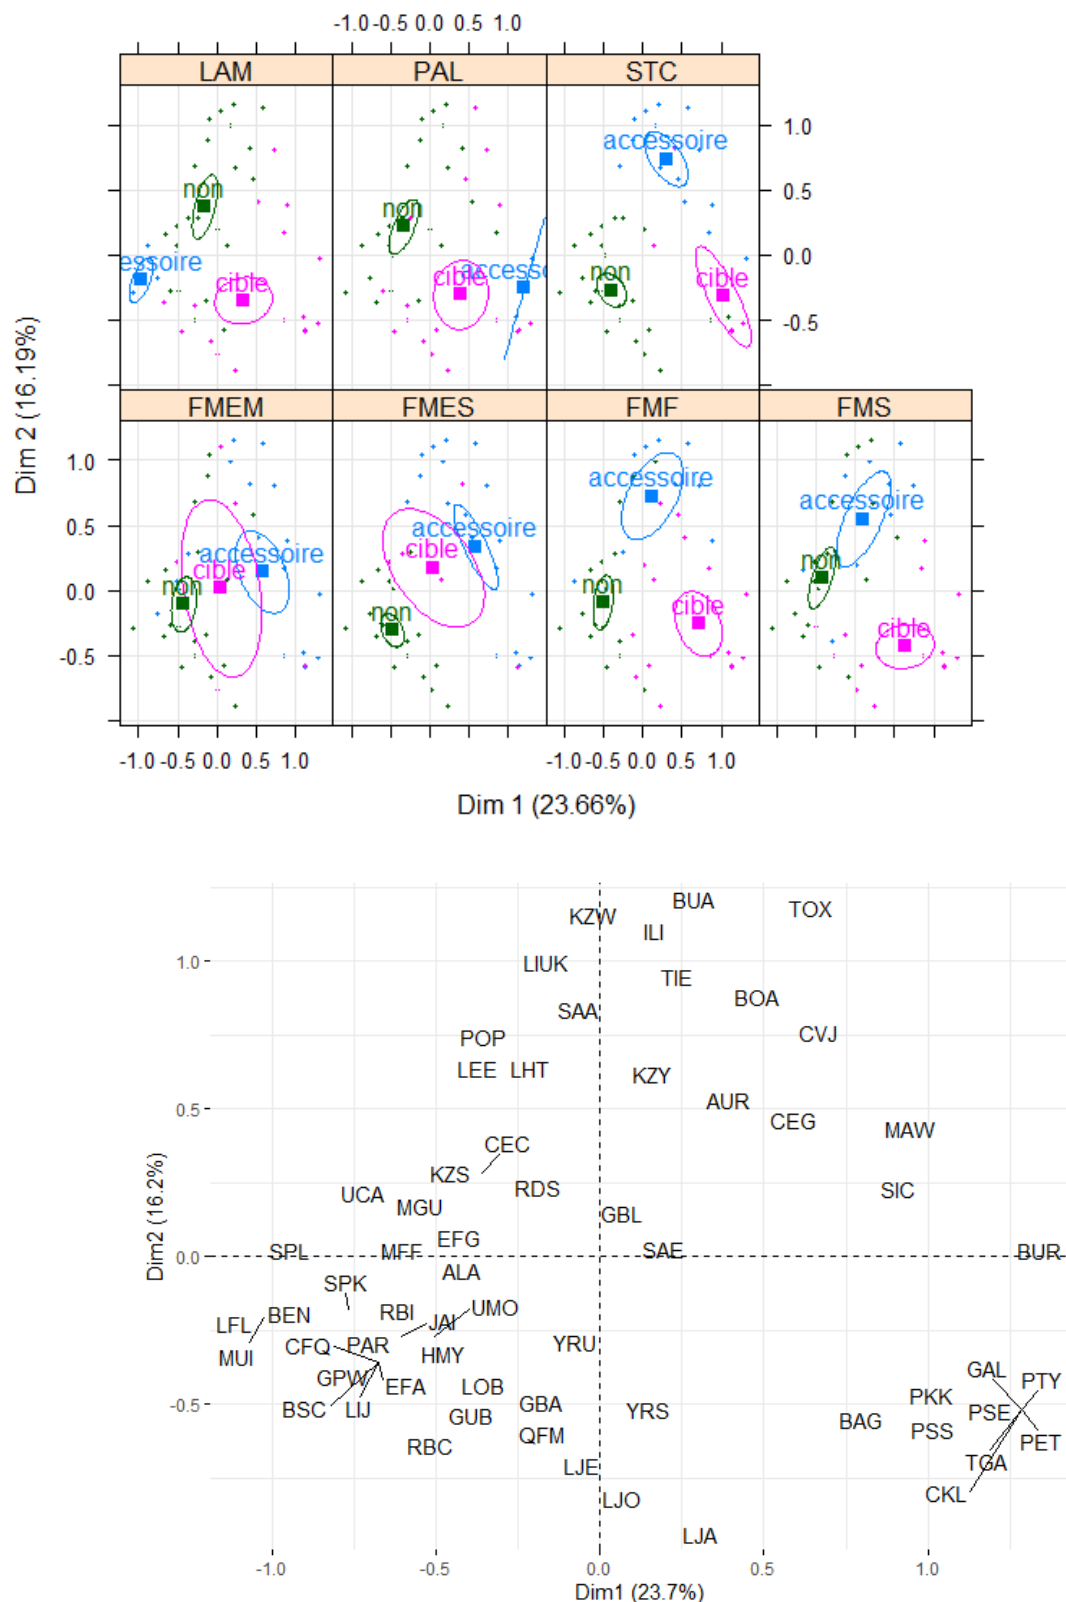 -1.0 -0.5 0.0 0.5 1.0
LAM PAL STC
1.0
accessoire
0.5
non non
0.0
essoire cible cible accesso non cible
-0.5
Dim 2 (16.19%)
FMEM FMES FMF FMS
1.0
accessoire
accessoire
0.5
accessoire
accessoire cible
non cible non non
0.0
non cible cible
-0.5
-1.0 -0.5 0.0 0.5 1.0 -1.0 -0.5 0.0 0.5 1.0
Dim 1 (23.66%)
KZW BUA TOX
ILI
1.0 LIUK TIE
SAA BOA
POP CVJ
LEE LHT KZY
AUR
0.5 CEG
CEC MAW
KZS
UCA RDS SIC
MGU GBL
EFG
Dim2 (16.2%)
0.0 SPL MFF SAE BUR
ALA
SPK
LFL BEN RBI JAI UMO
MUI CFQ PAR HMY YRU
GPW EFA LOB GAL PTY
-0.5 BSC LIJ GUB GBA YRS BAG PKK PSE
RBC QFM PSS PET
LJE TGA
LJO CKL
LJA
-1.0 -0.5 0.0 0.5 1.0
Dim1 (23.7%)